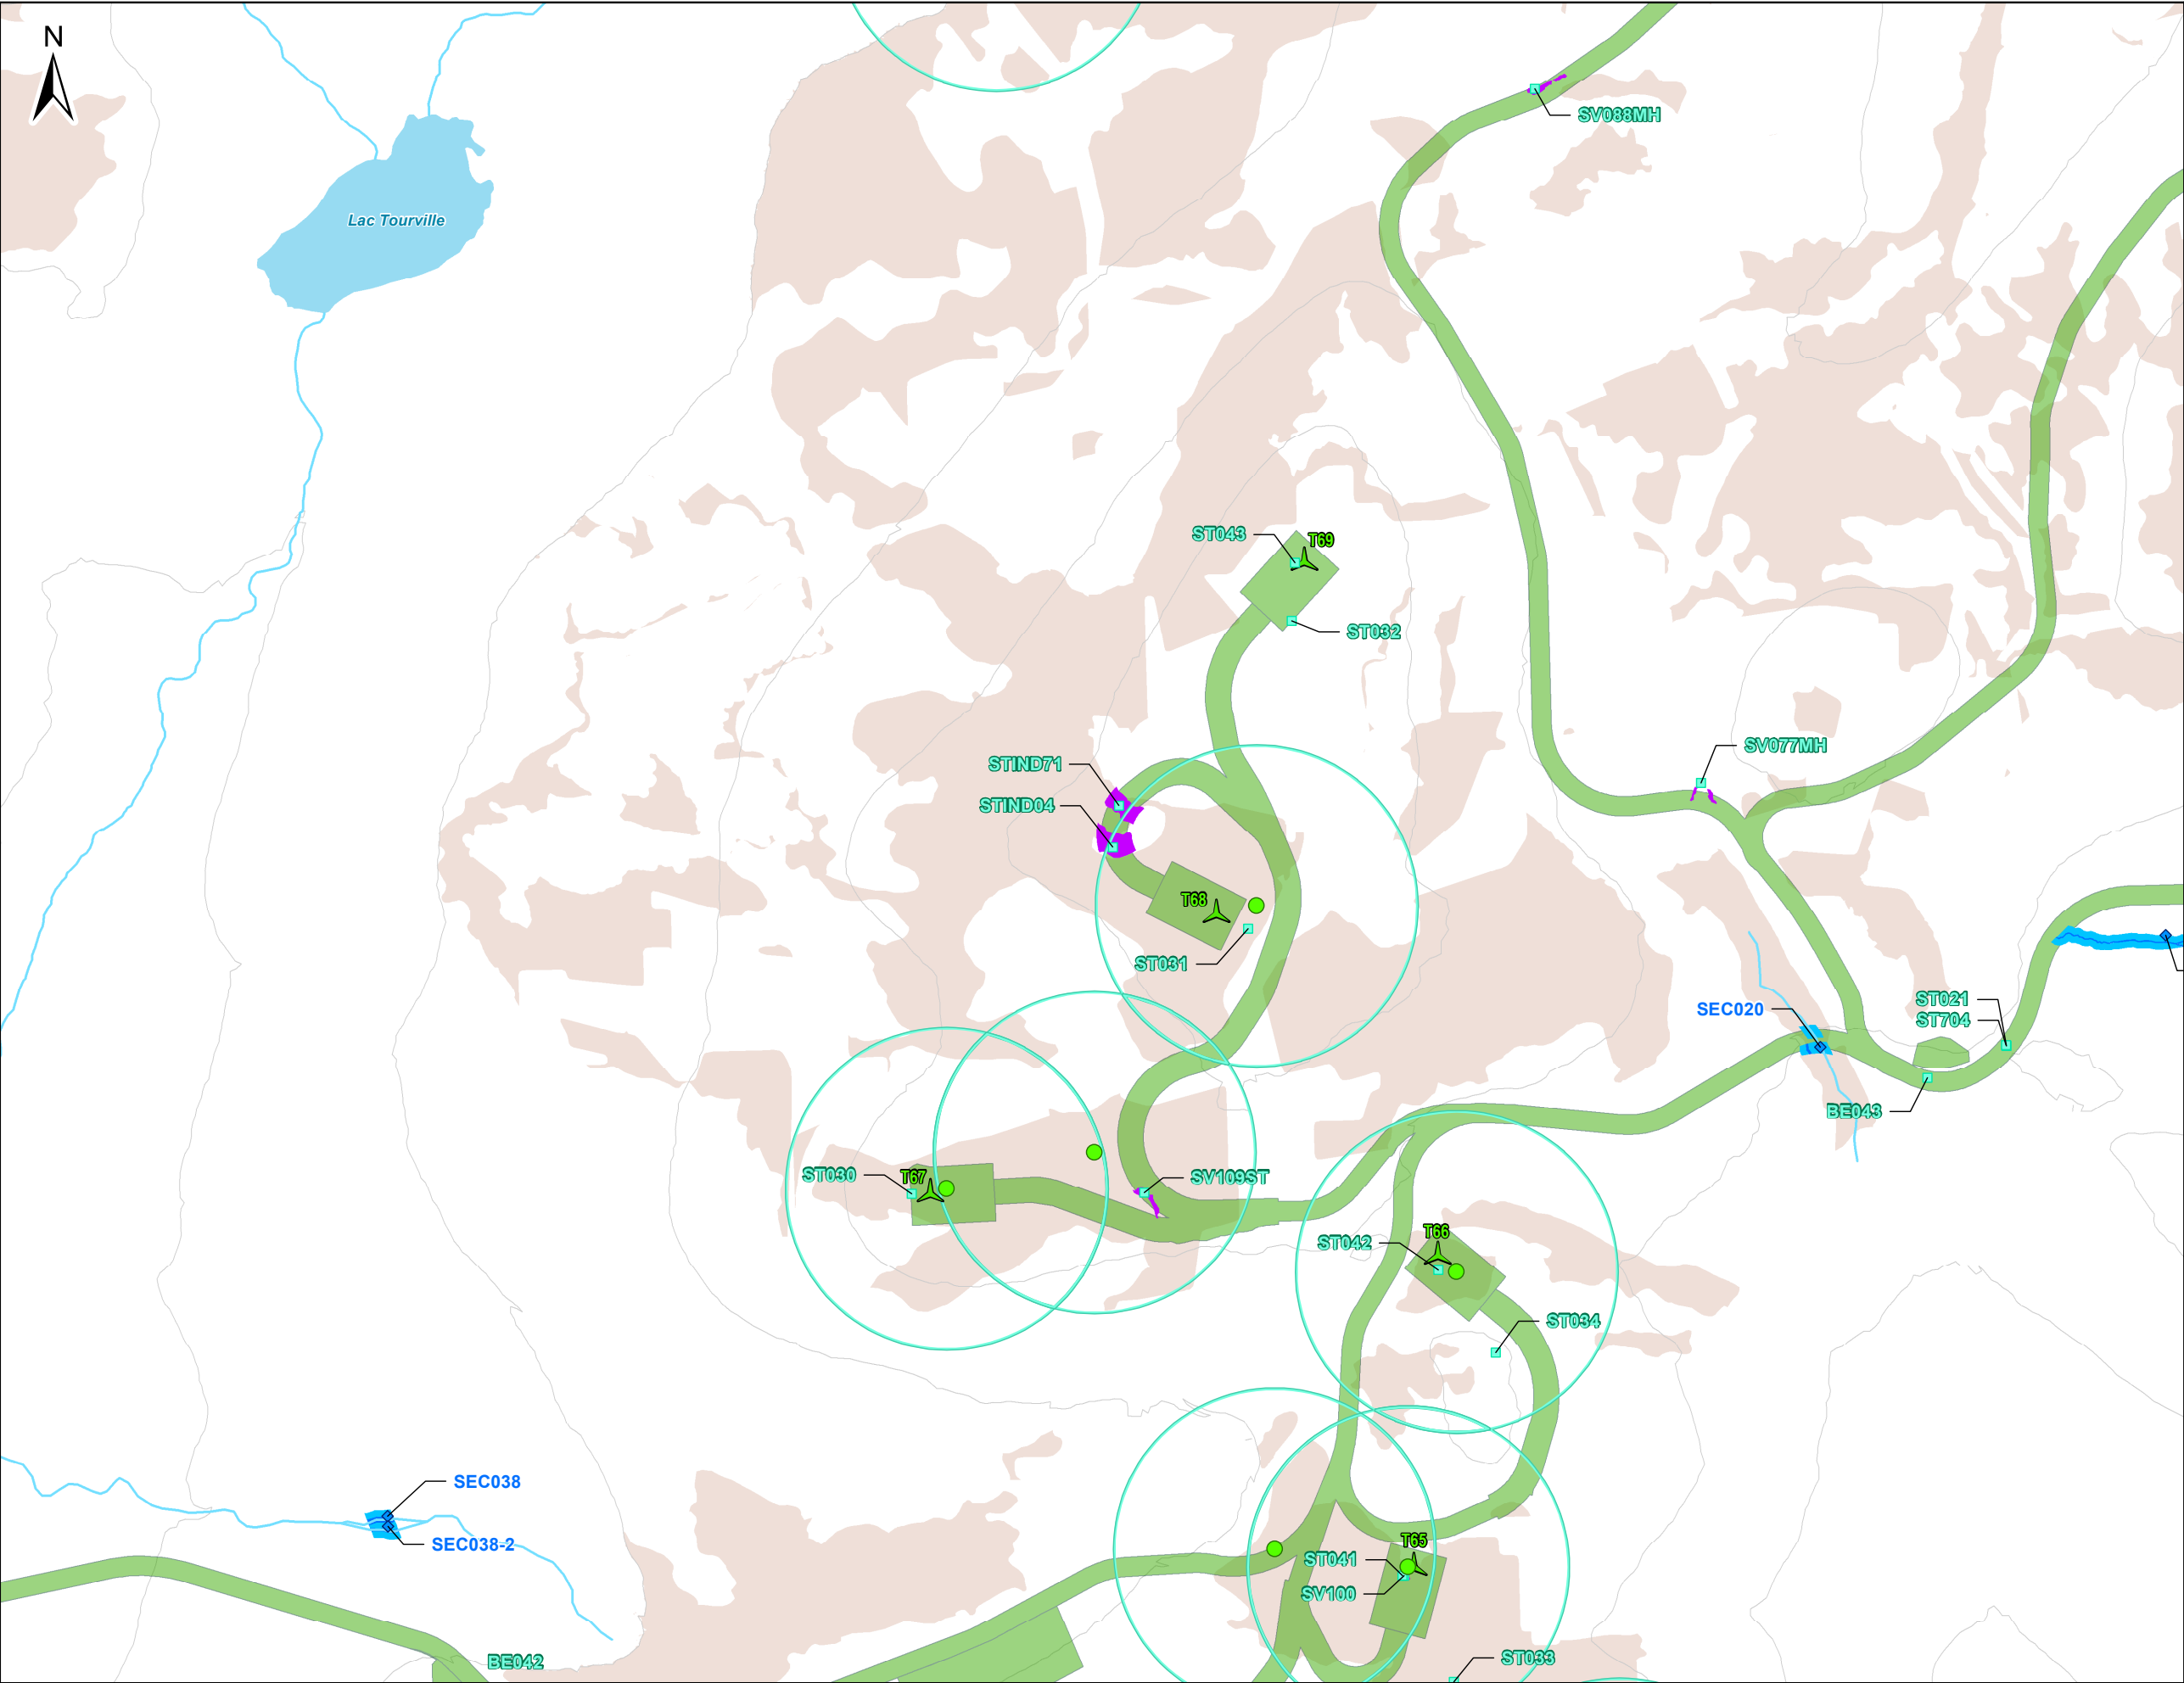 N
SV088MH
Lac Tourville
ST043
T69
ST032
SV077MH
STIND71
STIND04
T68
ST031
ST021
SEC020
ST704
BE043
ST030
T67
SV109ST
T66
ST042
ST034
SEC038
SEC038-2
T65
ST041
SV100
ST033
BE042